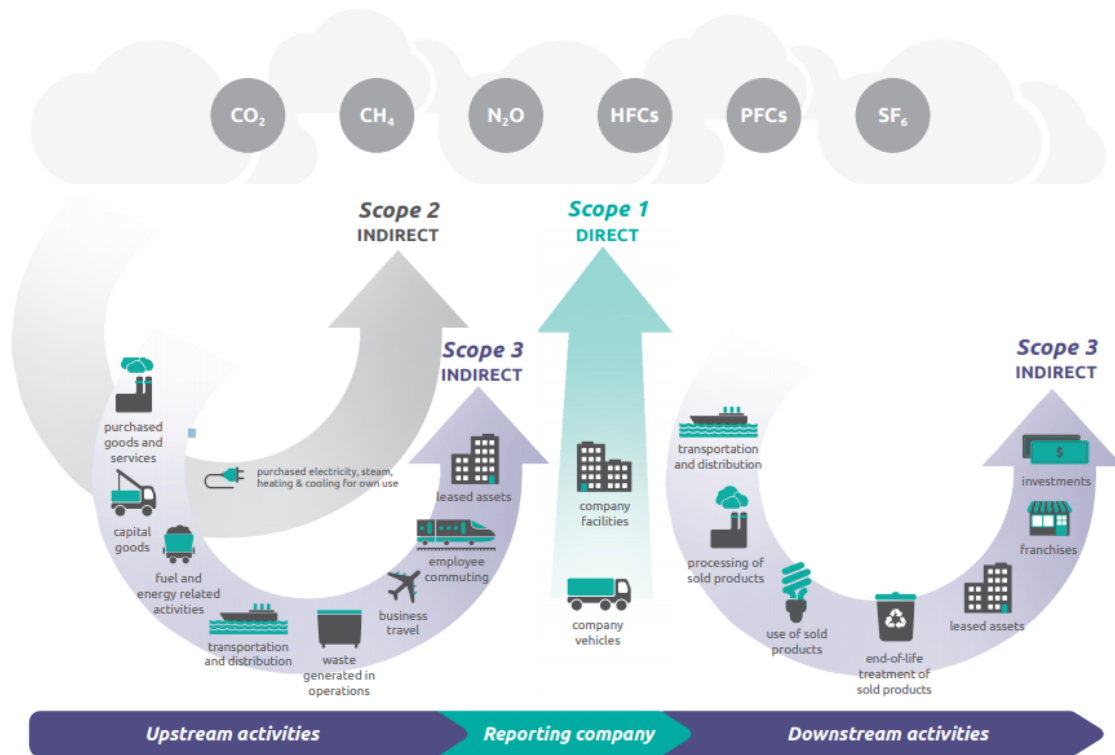 CO₂
CH₄
N₂O
HFCs
PFCs
SF₆
Scope 2
INDIRECT
Scope 1
DIRECT
Scope 3
INDIRECT
Scope 3
INDIRECT
purchased
goods and
services
capital
goods
fuel and
energy related
activities
transportation
and distribution
waste
generated in
operations
business
travel
employee
commuting
leased assets
purchased electricity, steam,
heating & cooling for own use
company
facilities
company
vehicles
transportation
and distribution
processing of
sold products
use of sold
products
end-of-life
treatment of
sold products
leased assets
franchises
$
investments
Upstream activities
Reporting company
Downstream activities